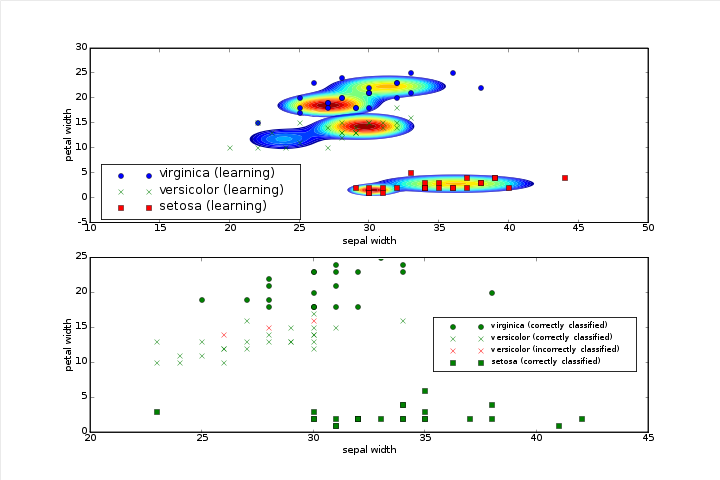 30
25
20
15
10
5
0
-5
petal width
virginica (learning)
versicolor (learning)
setosa (learning)
10 15 20 25 30 35 40 45 50
sepal width
25
20
15
10
5
0
petal width
virginica (correctly classified)
versicolor (correctly classified)
versicolor (incorrectly classified)
setosa (correctly classified)
20 25 30 35 40 45
sepal width